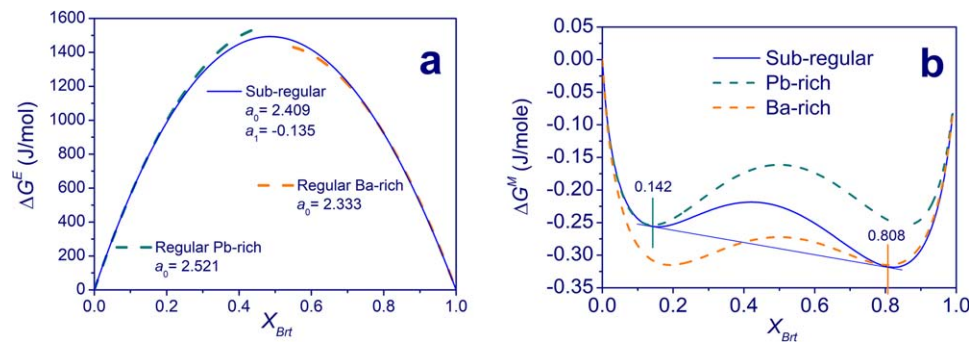 1600
1400
1200
1000
800
600
400
200
0
ΔG^E (J/mol)
a
Sub-regular
a₀= 2.409
a₁= -0.135
Regular Ba-rich
a₀= 2.333
Regular Pb-rich
a₀= 2.521
0.0 0.2 0.4 0.6 0.8 1.0
X_Brt
0.00
-0.05
-0.10
-0.15
-0.20
-0.25
-0.30
-0.35
ΔG^M (J/mole)
b
Sub-regular
Pb-rich
Ba-rich
0.142
0.808
0.0 0.2 0.4 0.6 0.8 1.0
X_Brt